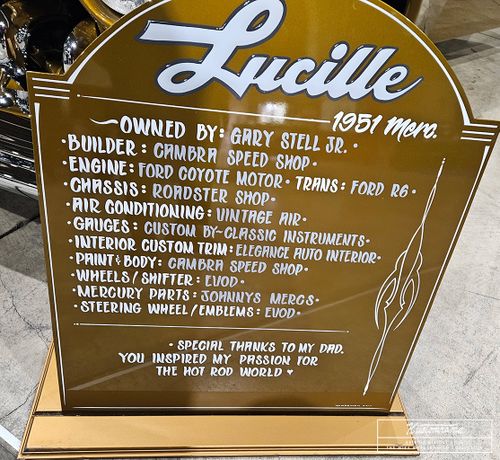 Lucille
1951 Merc.
OWNED BY: GARY STELL JR. •
• BUILDER: CAMBRA SPEED SHOP •
• ENGINE: FORD COYOTE MOTOR • TRANS: FORD R6 •
• CHASSIS: ROADSTER SHOP •
• AIR CONDITIONING: VINTAGE AIR •
• GAUGES: CUSTOM BY-CLASSIC INSTRUMENTS •
• INTERIOR CUSTOM TRIM: ELEGANCE AUTO INTERIOR •
• PAINT & BODY: CAMBRA SPEED SHOP •
• WHEELS/SHIFTER: EVOD •
• MERCURY PARTS: JOHNNYS MERCS •
• STEERING WHEEL/EMBLEMS: EVOD •
• SPECIAL THANKS TO MY DAD.
YOU INSPIRED MY PASSION FOR
THE HOT ROD WORLD ♥